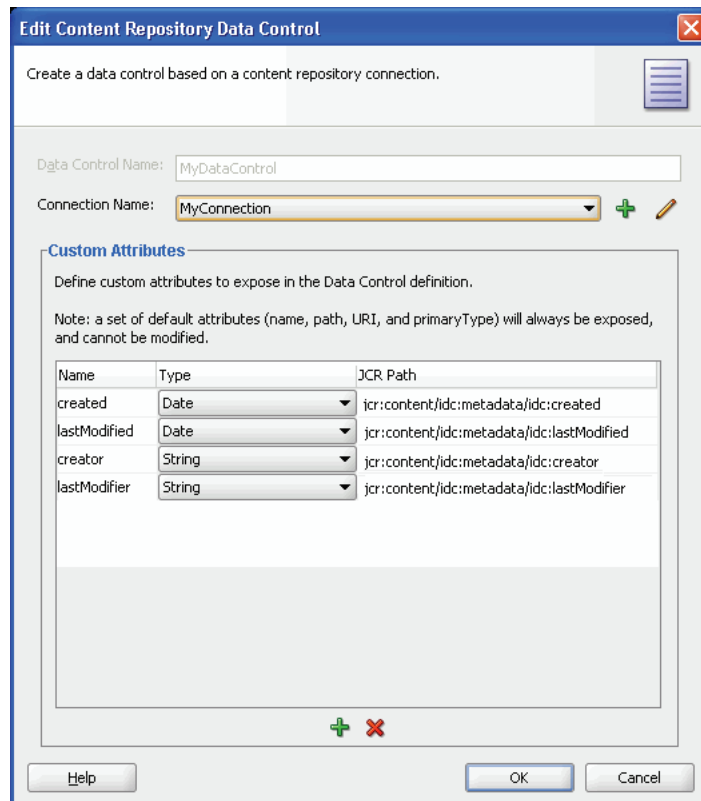 Edit Content Repository Data Control
Create a data control based on a content repository connection.
Data Control Name: MyDataControl
Connection Name: MyConnection
Custom Attributes
Define custom attributes to expose in the Data Control definition.
Note: a set of default attributes (name, path, URI, and primaryType) will always be exposed,
and cannot be modified.
Name Type JCR Path
created Date jcr:content/idc:metadata/idc:created
lastModified Date jcr:content/idc:metadata/idc:lastModified
creator String jcr:content/idc:metadata/idc:creator
lastModifier String jcr:content/idc:metadata/idc:lastModifier
Help OK Cancel